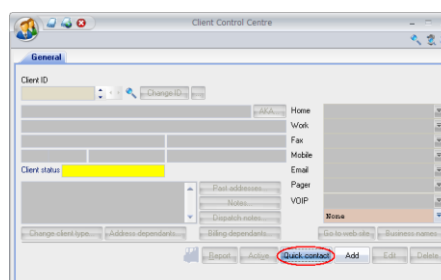 Client Control Centre
General
Client ID
Change ID
AKA... Home
Work
Fax
Mobile
Client status Email
Past addresses... Pager
Notes... VOIP
Dispatch notes... None
Change client type... Address dependants... Billing dependants... Go to web site Business names
Report Active Quick contact Add Edit Delete